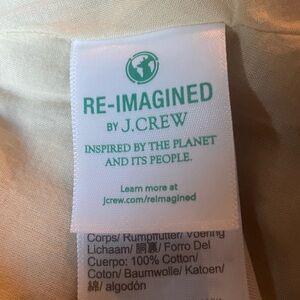 RE-IMAGINED
BY J.CREW
INSPIRED BY THE PLANET
AND ITS PEOPLE.
Learn more at
jcrew.com/reimagined
Corps/ Rumpffutter/ Voering
Lichaam/ 胴裏/ Forro Del
Cuerpo: 100% Cotton/
Coton/ Baumwolle/ Katoen/
綿/ algodón